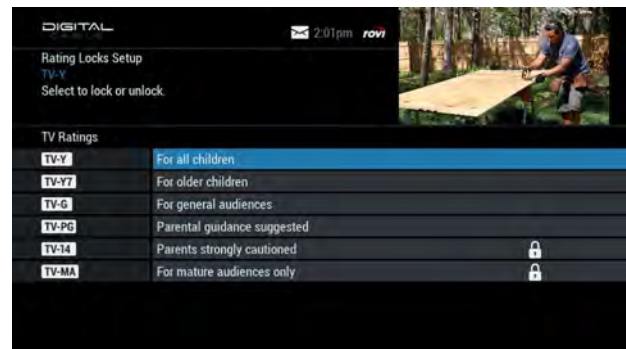 DIGITAL
2:01pm rovi
Rating Locks Setup
TV-Y
Select to lock or unlock.
TV Ratings
TV-Y For all children
TV-Y7 For older children
TV-G For general audiences
TV-PG Parental guidance suggested
TV-14 Parents strongly cautioned
TV-MA For mature audiences only